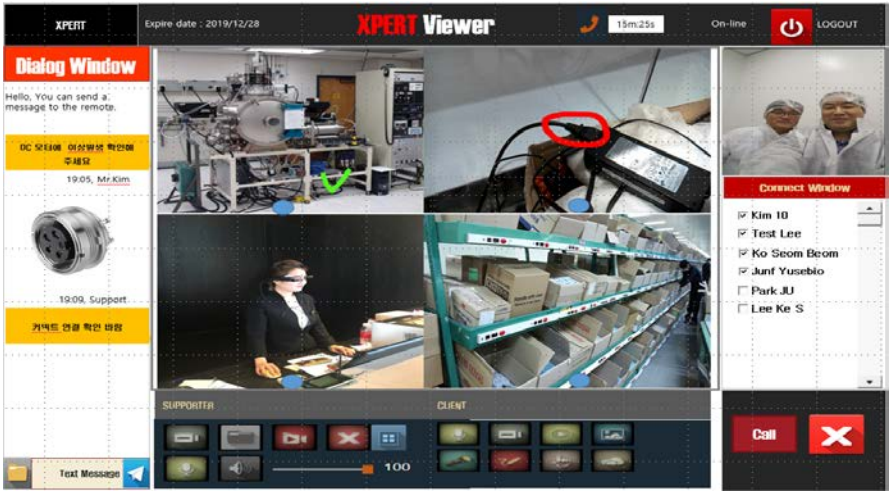 XPERT
Expire date : 2019/12/28
XPERT Viewer
15m:25s
On-line
LOGOUT
Dialog Window
Hello, You can send a
message to the remote.
DC 모터에 이상발생 확인해
주세요
19:05, Mr.Kim
19:09, Support
커넥트 연결 확인 바람
Text Message
SUPPORTER
100
CLIENT
Connect Window
Kim 10
Test Lee
Ko Seom Beom
Junf Yusebio
Park JU
Lee Ke S
Call